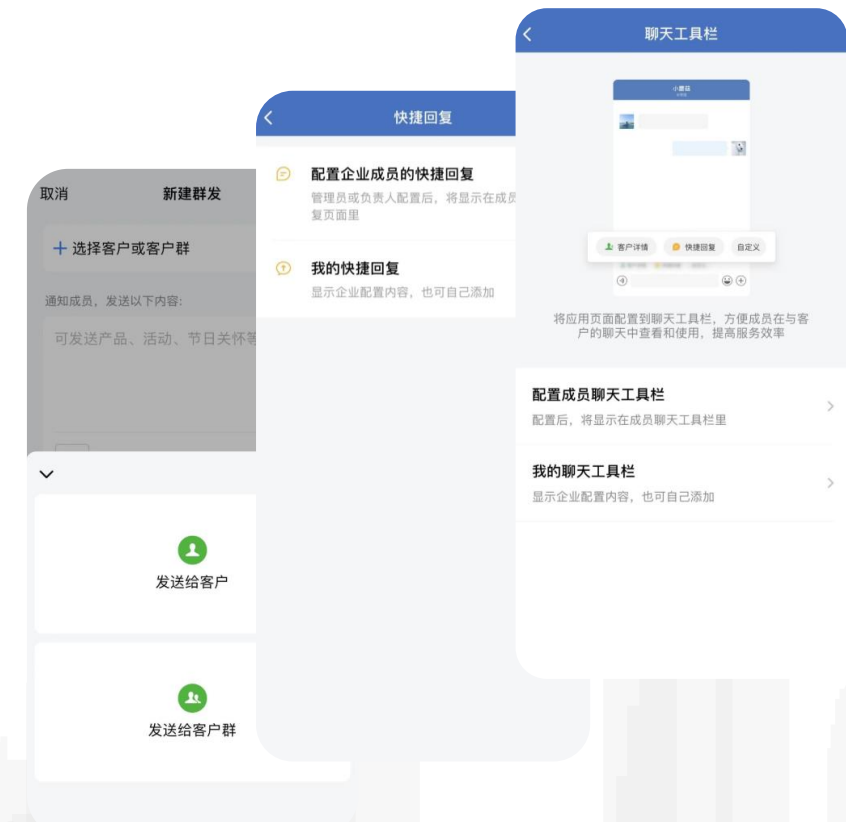 取消
新建群发
选择客户或客户群
通知成员，发送以下内容:
可发送产品、活动、节日关怀等
发送给客户
发送给客户群
快捷回复
配置企业成员的快捷回复
管理员或负责人配置后，将显示在成员
复页面里
我的快捷回复
显示企业配置内容，也可自己添加
聊天工具栏
小蘑菇
客户详情
快捷回复
自定义
将应用页面配置到聊天工具栏，方便成员在与客
户的聊天中查看和使用，提高服务效率
配置成员聊天工具栏
配置后，将显示在成员聊天工具栏里
我的聊天工具栏
显示企业配置内容，也可自己添加